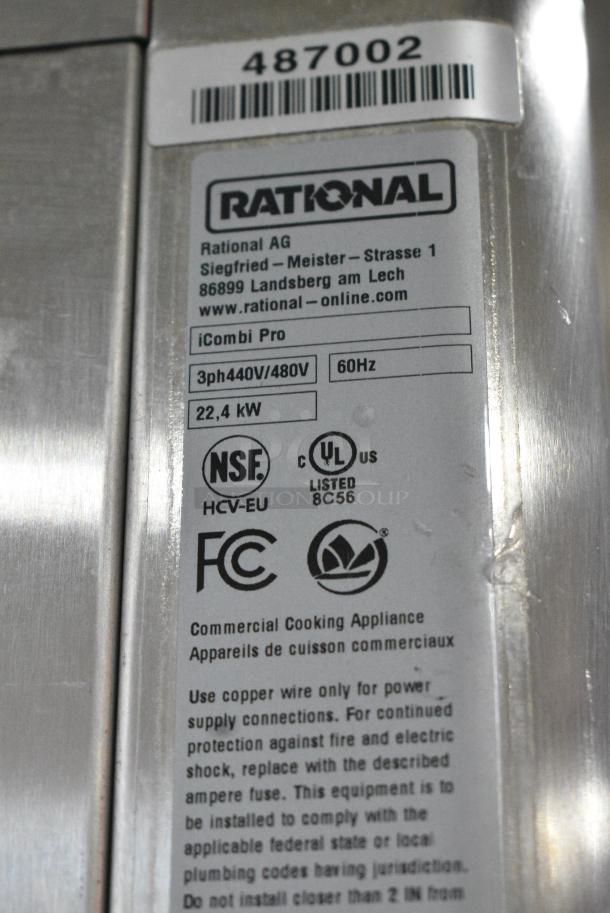 487002
RATIONAL
Rational AG
Siegfried – Meister – Strasse 1
86899 Landsberg am Lech
www.rational – online.com
iCombi Pro
3ph440V/480V
60Hz
22,4 kW
NSF.
HCV-EU
C UL US
LISTED
8C56
FC
®
Commercial Cooking Appliance
Appareils de cuisson commerciaux
Use copper wire only for power
supply connections. For continued
protection against fire and electric
shock, replace with the described
ampere fuse. This equipment is to
be installed to comply with the
applicable federal state or local
plumbing codes having jurisdiction.
Do not install closer than 2 IN from